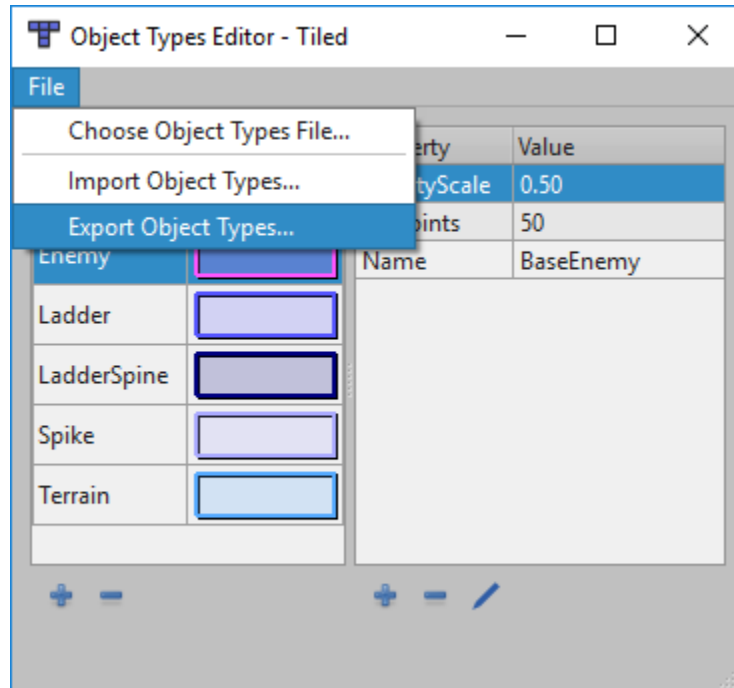 Object Types Editor - Tiled
File
Choose Object Types File...
Import Object Types...
Export Object Types...
Value
0.50
50
Enemy
Name BaseEnemy
Ladder
LadderSpine
Spike
Terrain